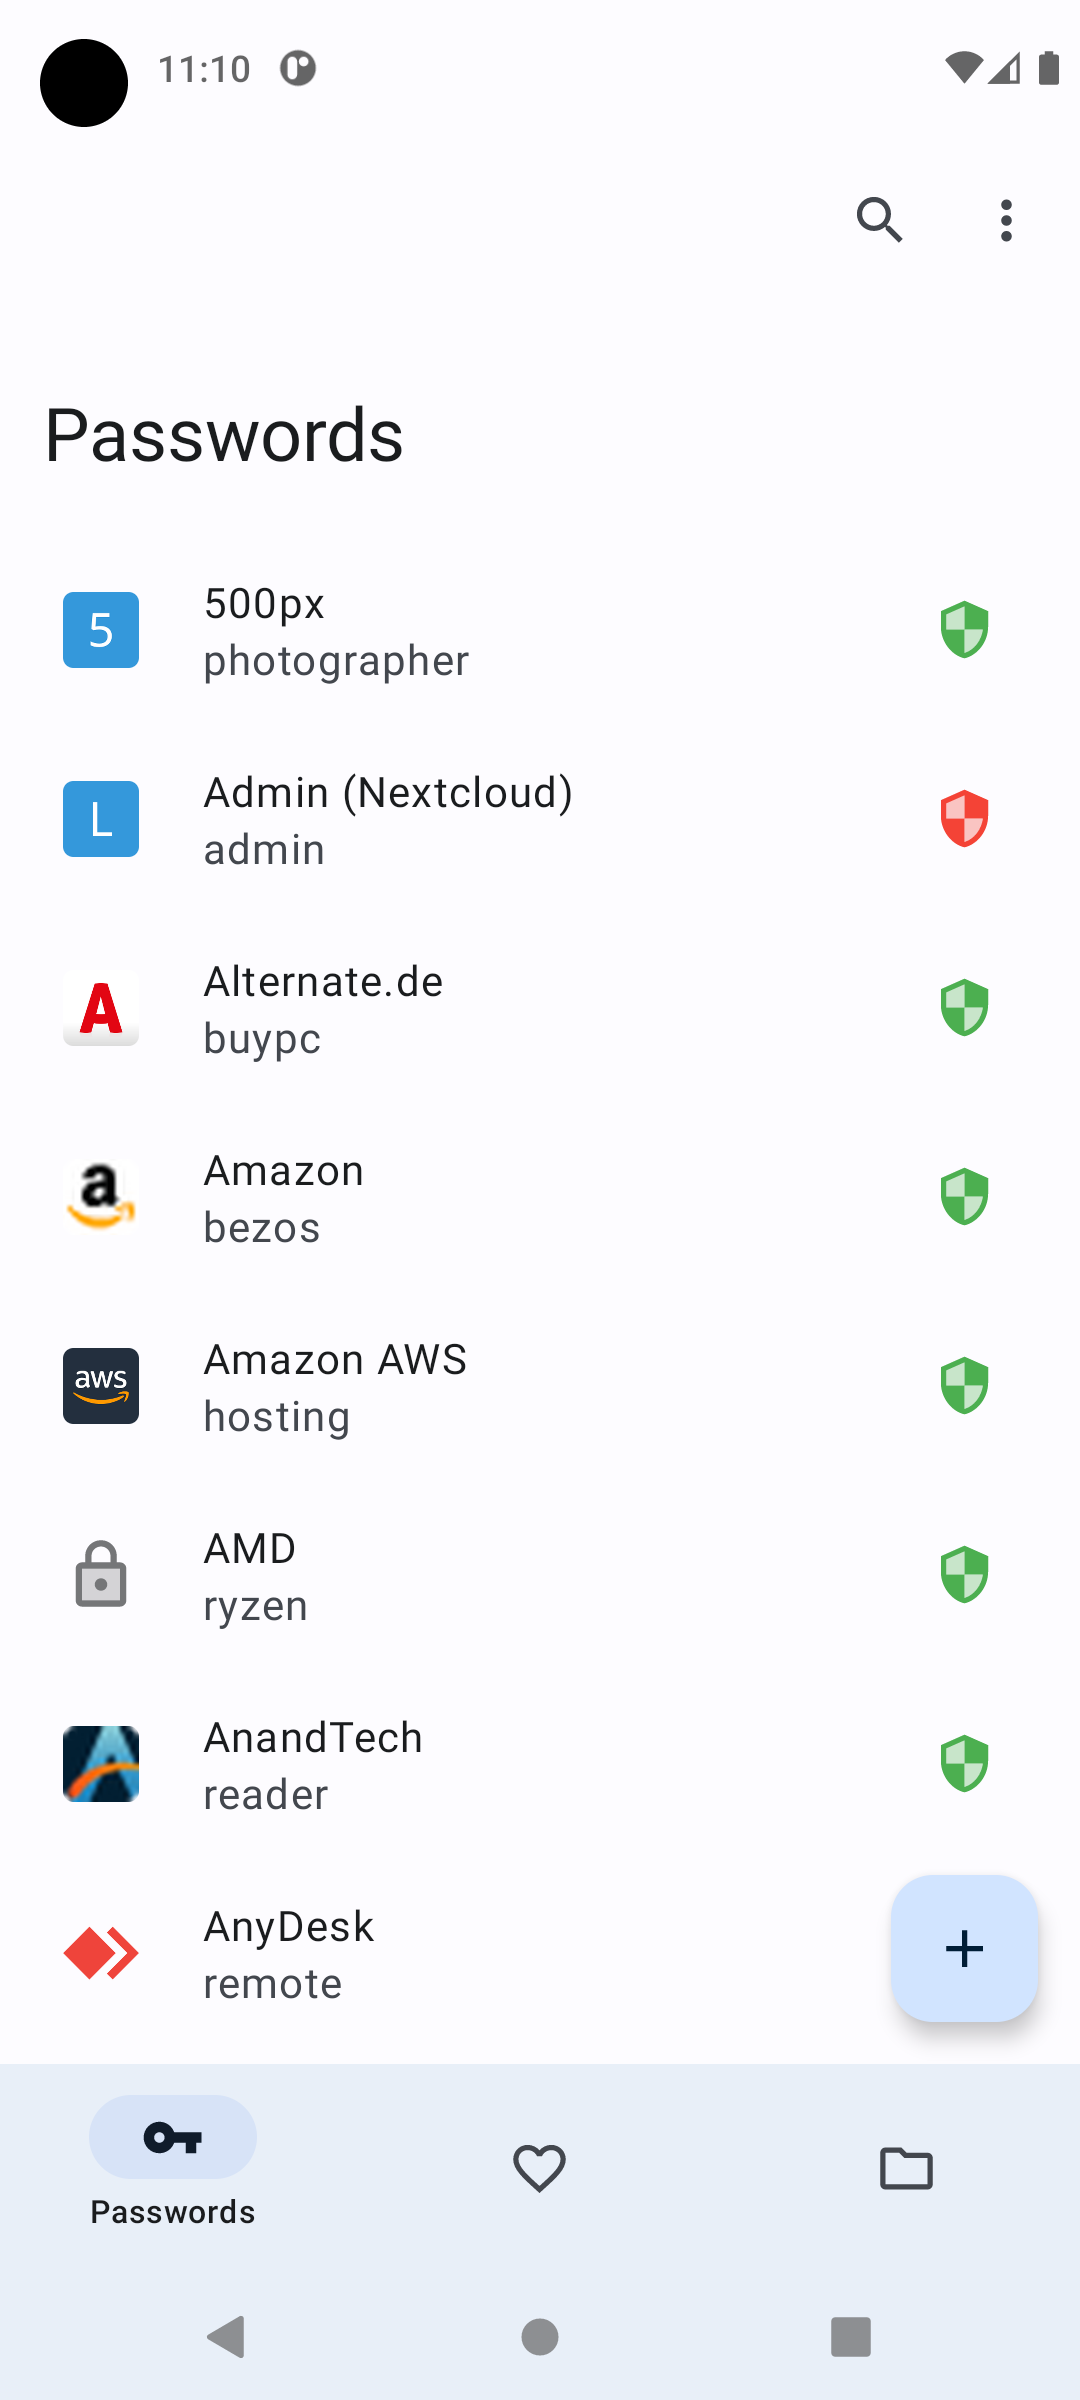 11:10
Passwords
5
500px
photographer
L
Admin (Nextcloud)
admin
A
Alternate.de
buypc
a
Amazon
bezos
aws
Amazon AWS
hosting
AMD
ryzen
AnandTech
reader
AnyDesk
remote
Passwords